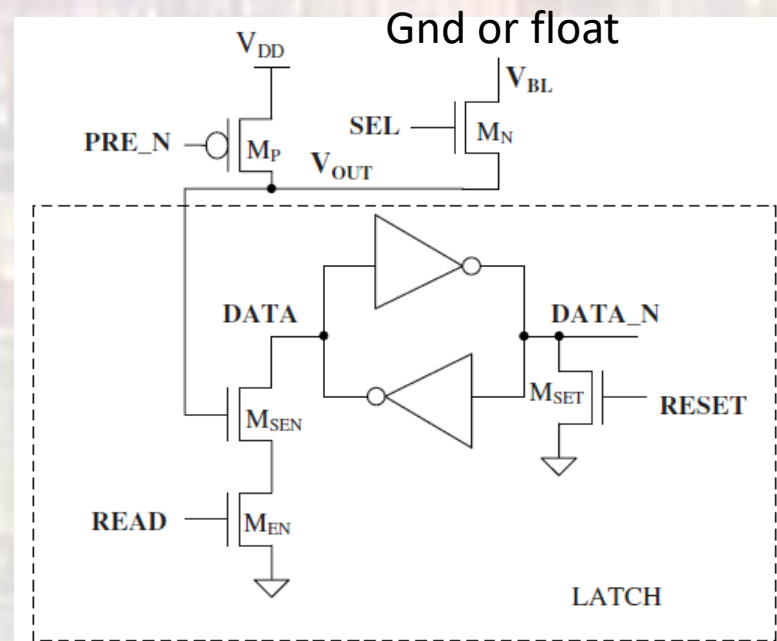 Gnd or float
V_DD
V_BL
SEL
M_N
PRE_N
M_P
V_OUT
DATA
DATA_N
M_SEN
M_SET
RESET
READ
M_EN
LATCH